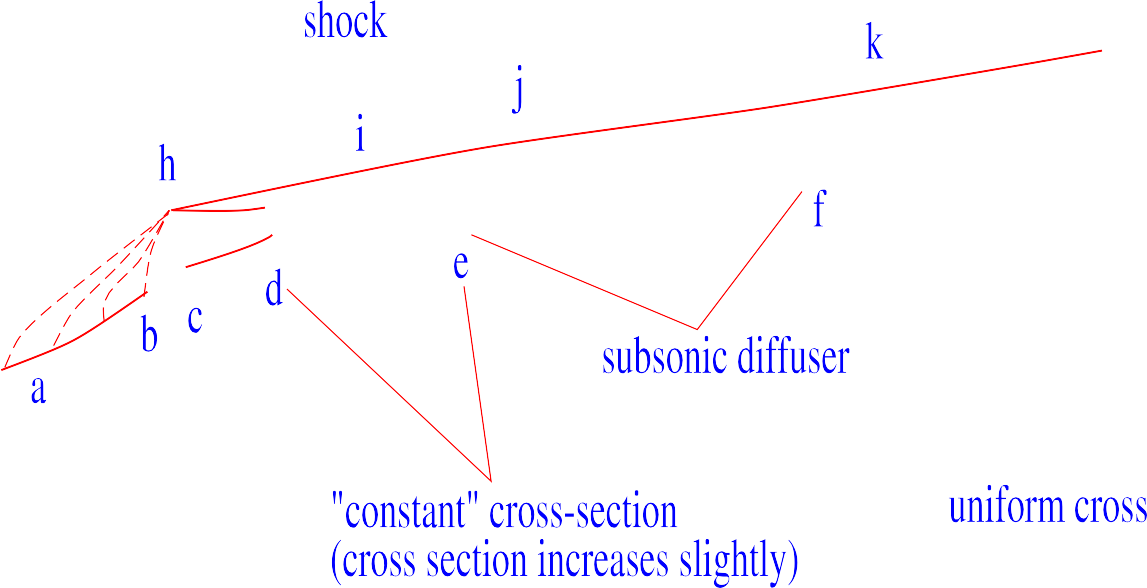 shock
k
j
i
h
f
e
d
b
c
subsonic diffuser
a
"constant" cross-section
uniform cross
(cross section increases slightly)